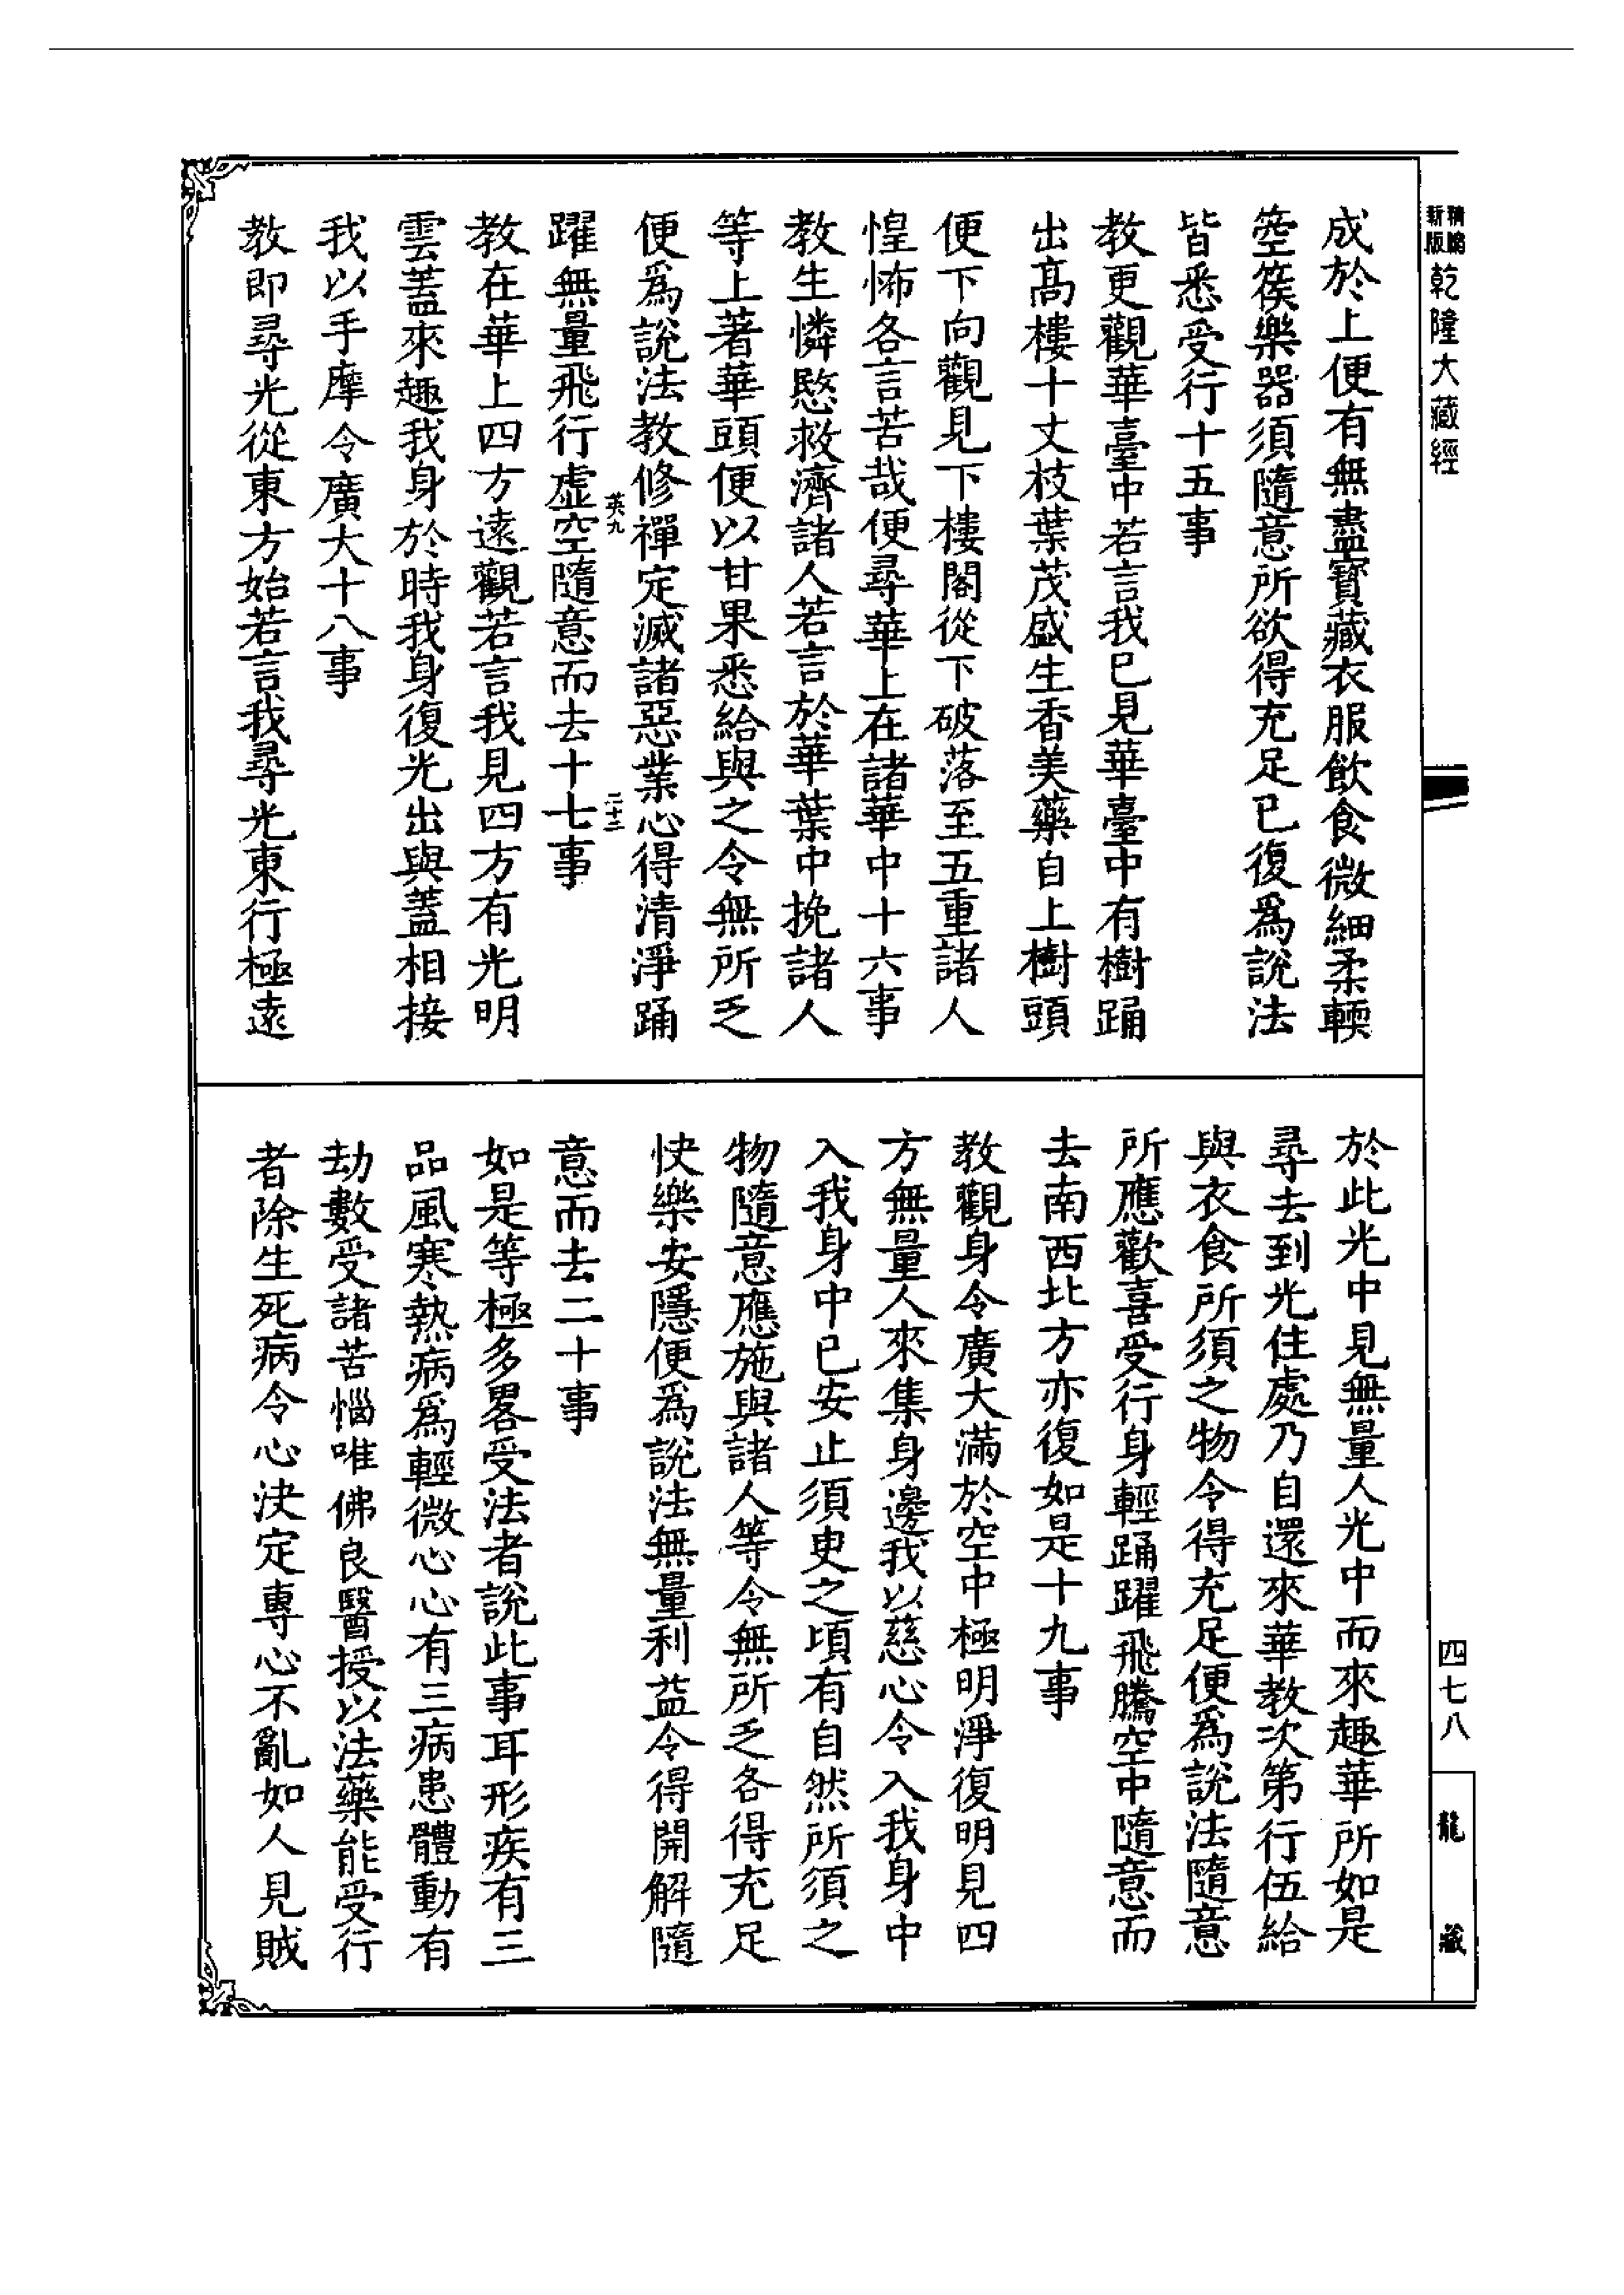 精縮新版乾隆大藏經
成於上便有無盡寶藏衣服飲食微細柔輭
箜篌樂器須隨意所欲得充足已復爲說法
皆悉受行十五事
教更觀華臺中若言我已見華臺中有樹踊
出高樓十丈枝葉茂盛生香美藥自上樹頭
便下向觀見下樓閣從下破落至五重諸人
惶怖各言苦哉便尋華上在諸華中十六事
教生憐愍救濟諸人若言於華葉中挽諸人
等上著華頭便以甘果悉給與之令無所乏
便爲說法教修禪定滅諸惡業心得清淨踊
英九 二十三
躍無量飛行虛空隨意而去十七事
教在華上四方遠觀若言我見四方有光明
雲蓋來趣我身於時我身復光出與蓋相接
我以手摩令廣大十八事
教即尋光從東方始若言我尋光東行極遠
於此光中見無量人光中而來趣華所如是
尋去到光住處乃自還來華教次第行伍給
與衣食所須之物令得充足便爲說法隨意
所應歡喜受行身輕踊躍飛騰空中隨意而
去南西北方亦復如是十九事
教觀身令廣大滿於空中極明淨復明見四
方無量人來集身邊我以慈心令入我身中
入我身中已安止須臾之頃有自然所須之
物隨意應施與諸人等令無所乏各得充足
快樂安隱便爲說法無量利益令得開解隨
意而去二十事
如是等極多畧受法者說此事耳形疾有三
品風寒熱病爲輕微心心有三病患體動有
劫數受諸苦惱唯佛良醫授以法藥能受行
者除生死病令心決定專心不亂如人見賊
四七八
龍藏